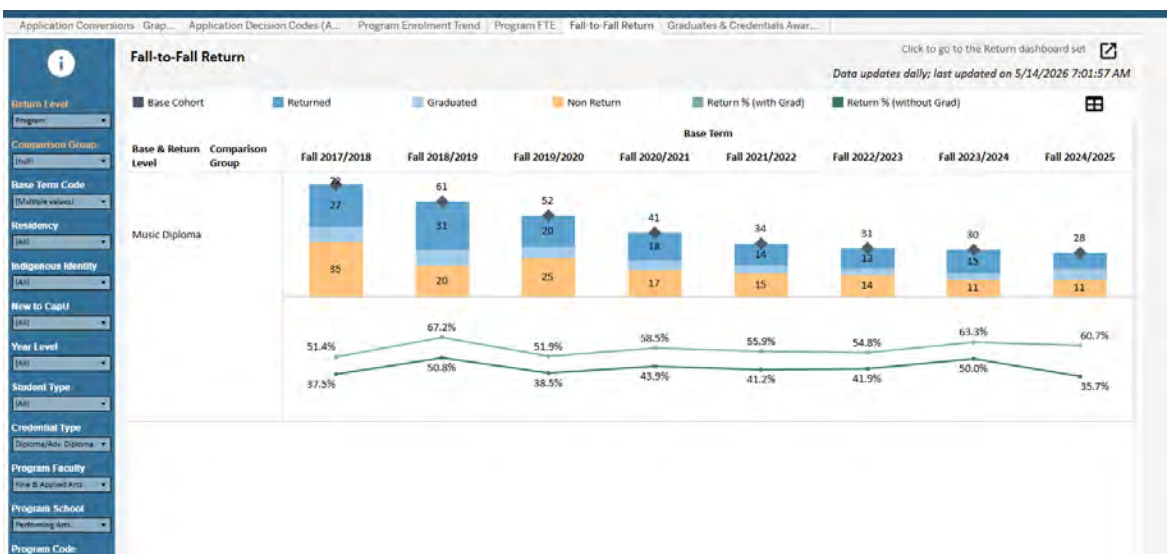 Application Conversions - Grap... Application Decision Codes (A... Program Enrolment Trend Program FTE Fall-to-Fall Return Graduates & Credentials Awar...
i
Fall-to-Fall Return
Click to go to the Return dashboard set
Data updates daily; last updated on 5/14/2026 7:01:57 AM
Base Cohort Returned Graduated Non Return Return % (with Grad) Return % (without Grad)
Base Term
Base & Return Level Comparison Group Fall 2017/2018 Fall 2018/2019 Fall 2019/2020 Fall 2020/2021 Fall 2021/2022 Fall 2022/2023 Fall 2023/2024 Fall 2024/2025
Music Diploma
61 52 41 34 31 30 28
27 31 20 18 14 13 15
35 20 25 17 15 14 11 11
51.4% 67.2% 51.9% 58.5% 55.9% 54.8% 63.3% 60.7%
37.5% 50.8% 38.5% 43.9% 41.2% 41.9% 50.0% 35.7%
Return Level
Program
Comparison Group
(null)
Base Term Code
(Multiple values)
Residency
(All)
Indigenous Identity
(All)
New to CapU
(All)
Year Level
(All)
Student Type
(All)
Credential Type
Diploma/Adv Diploma
Program Faculty
Fine & Applied Arts
Program School
Performing Arts
Program Code